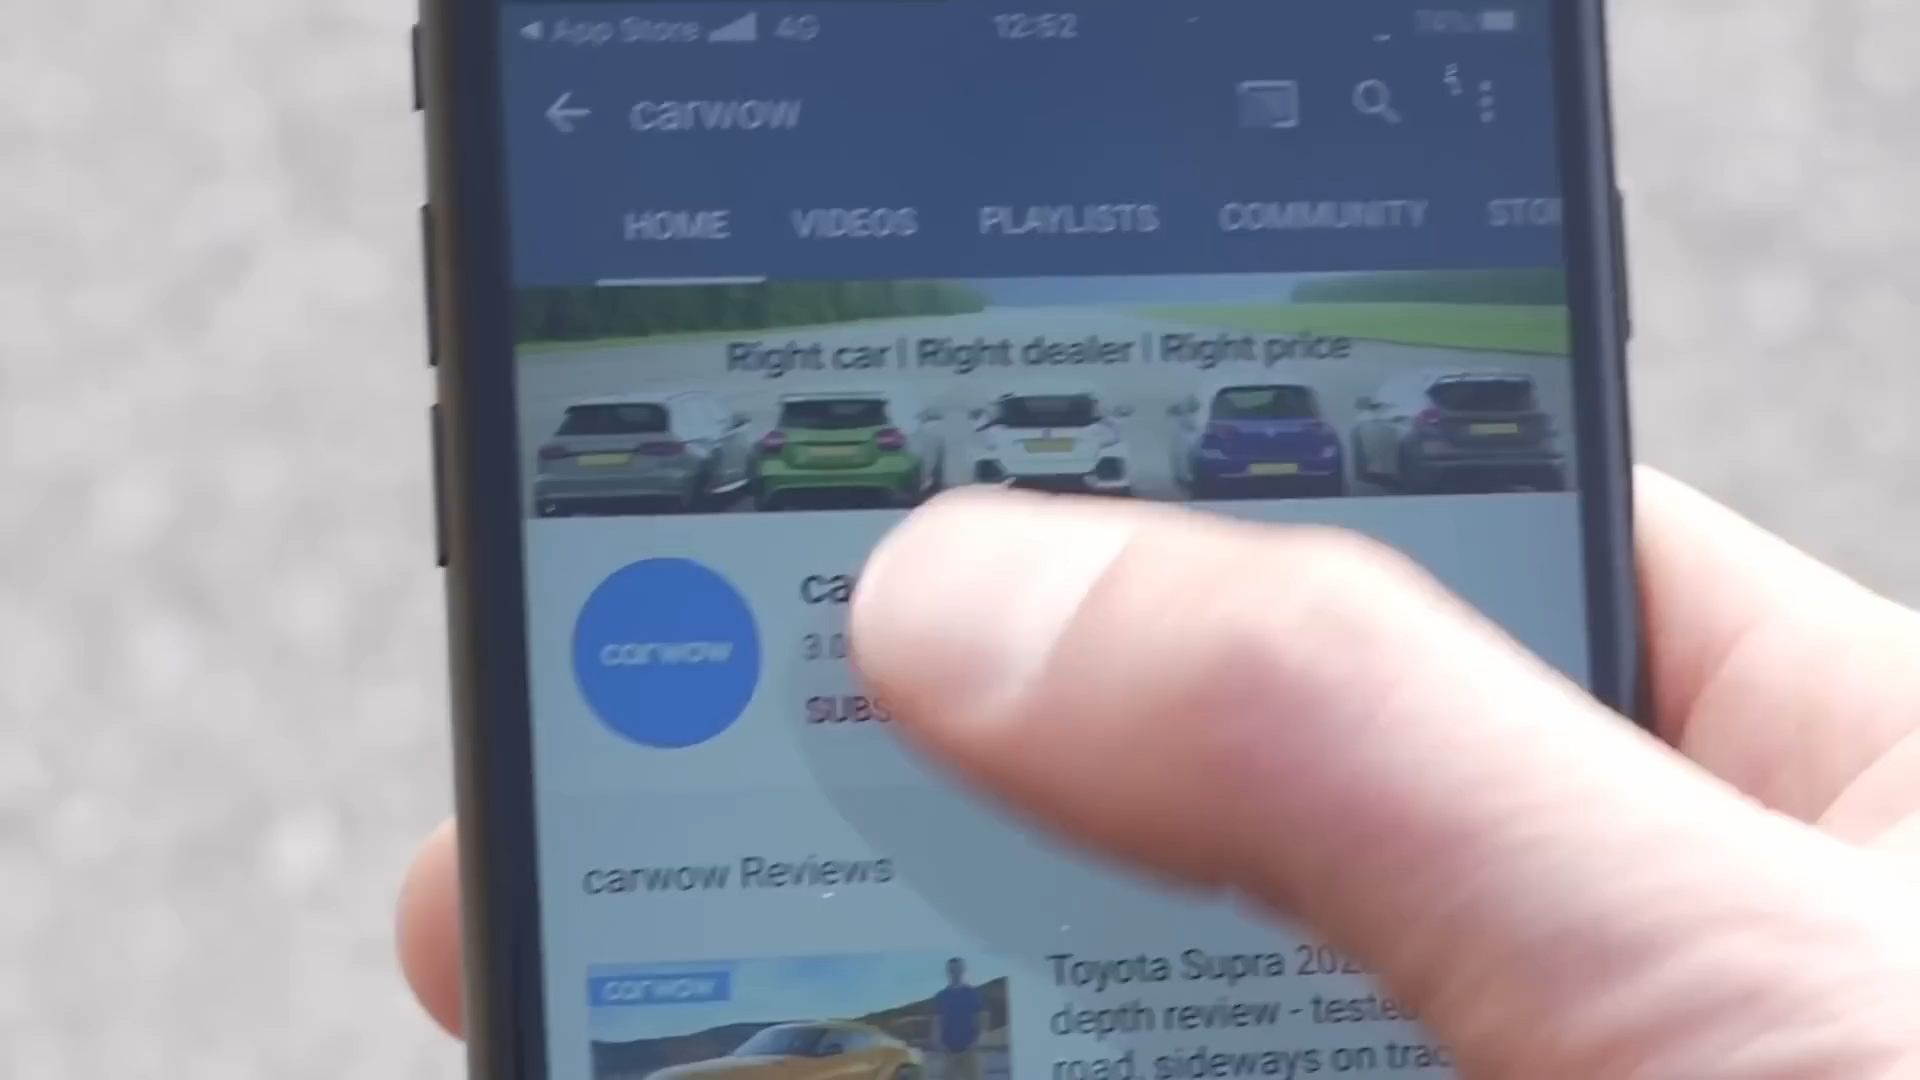 App Store 4G 12:52
carwow
HOME VIDEOS PLAYLISTS COMMUNITY STO
Right car | Right dealer | Right price
carwow
ca
3.0
SUBS
carwow Reviews
carwow
Toyota Supra 202
depth review - tested
road, sideways on trac